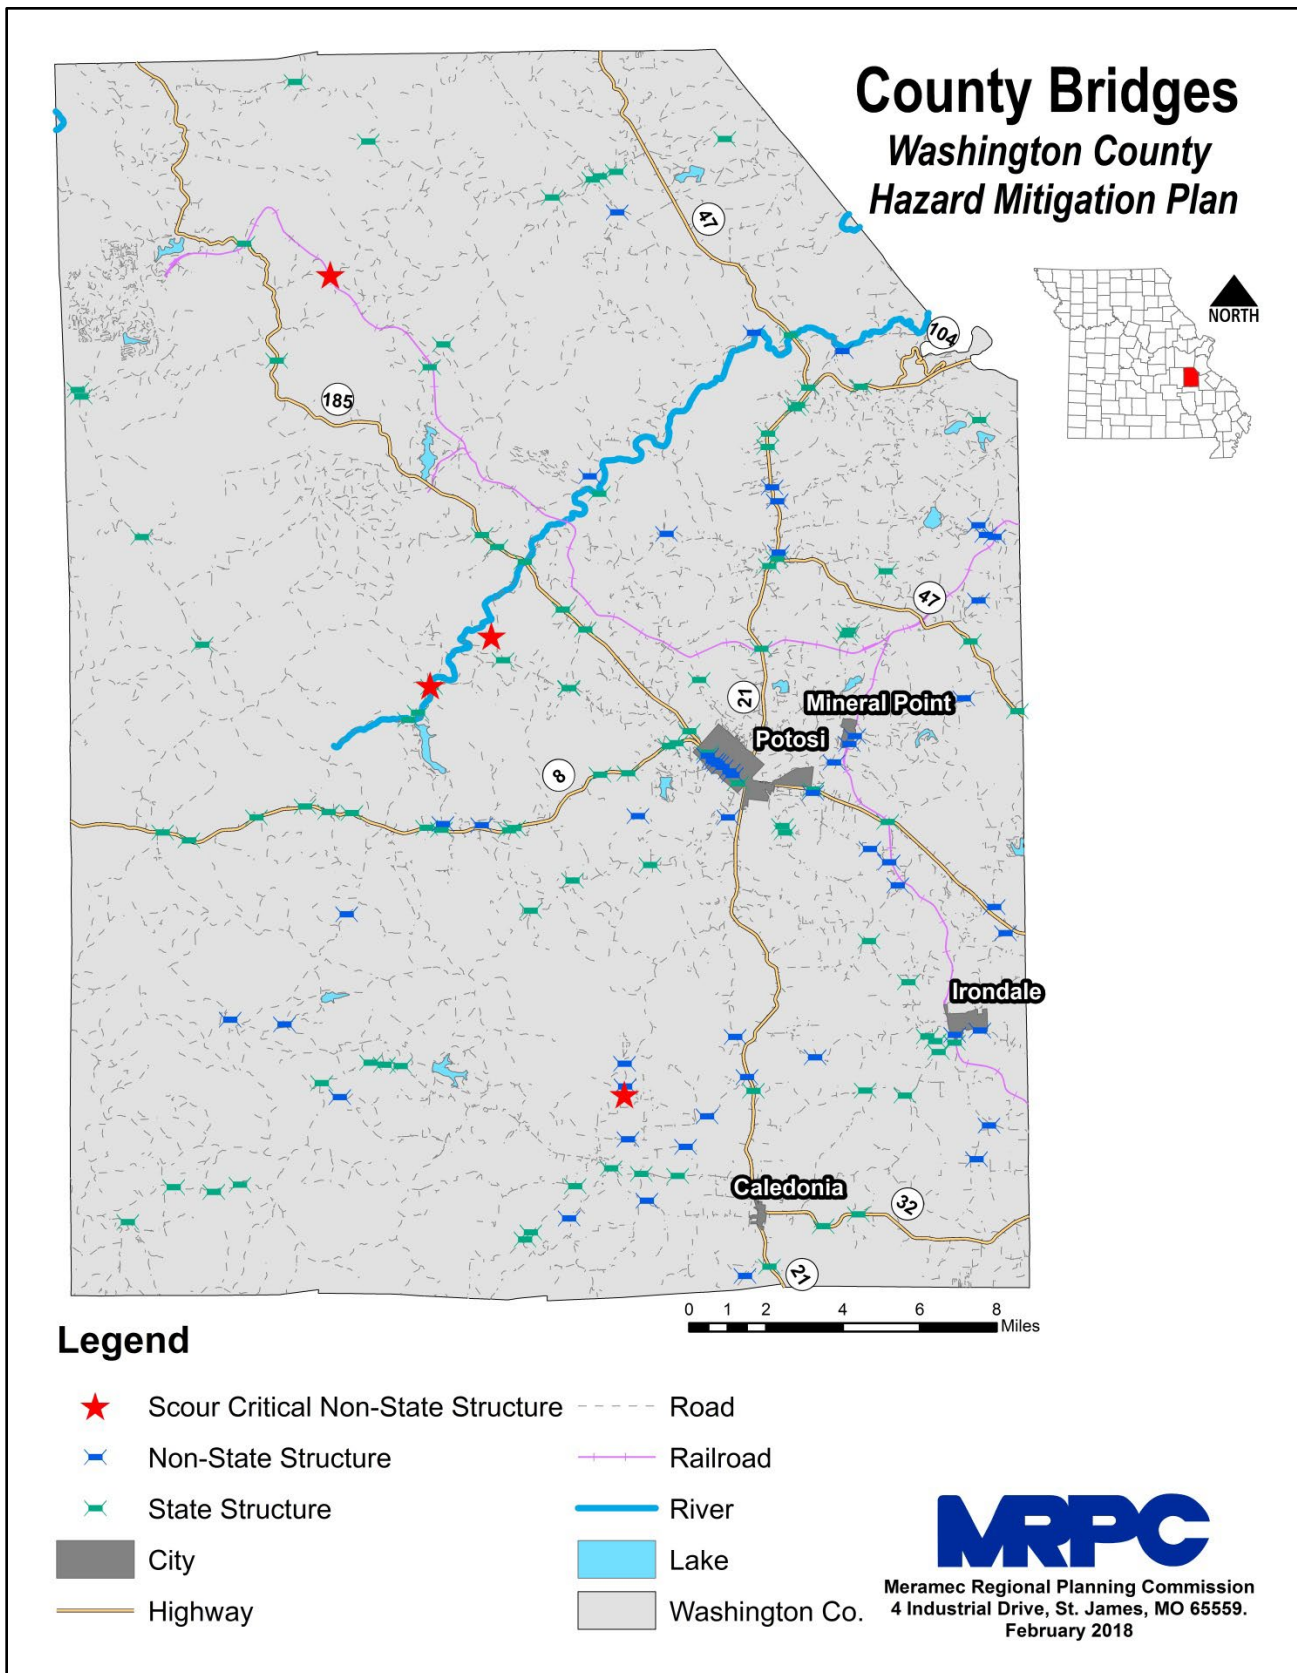 County Bridges
Washington County
Hazard Mitigation Plan
NORTH
47
104
185
47
21
Mineral Point
Potosi
8
Irondale
Caledonia
32
21
0 1 2 4 6 8
Miles
Legend
Scour Critical Non-State Structure
Non-State Structure
State Structure
City
Highway
Road
Railroad
River
Lake
Washington Co.
MRPC
Meramec Regional Planning Commission
4 Industrial Drive, St. James, MO 65559.
February 2018